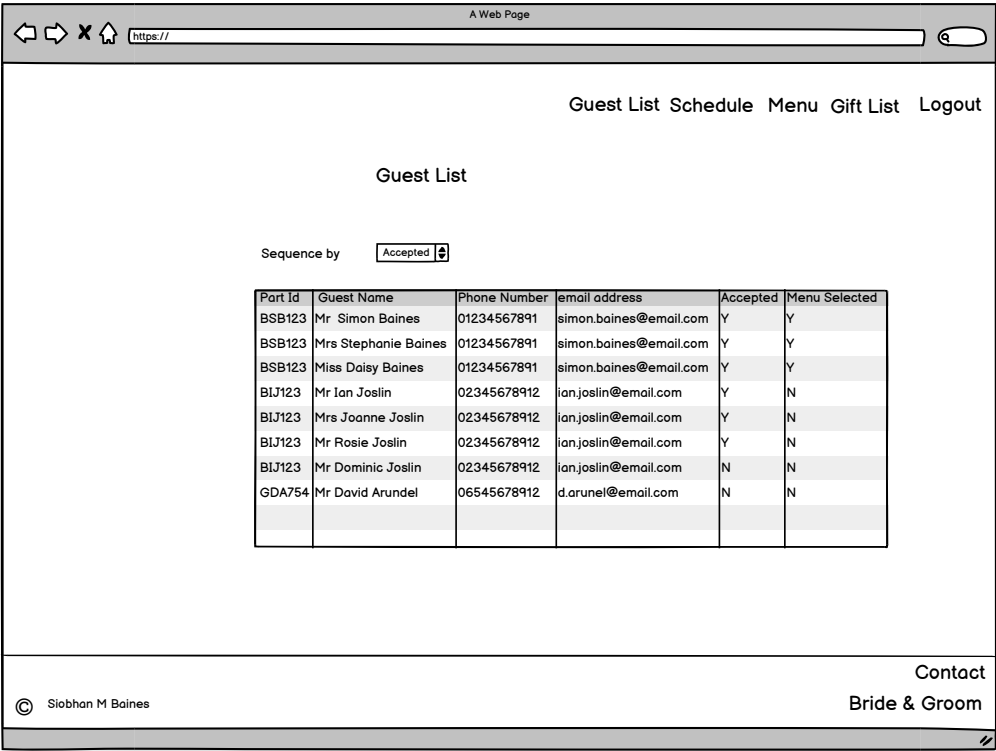 A Web Page
https://
Guest List Schedule Menu Gift List Logout
Guest List
Sequence by Accepted
Part Id Guest Name Phone Number email address Accepted Menu Selected
BSB123 Mr Simon Baines 01234567891 simon.baines@email.com Y Y
BSB123 Mrs Stephanie Baines 01234567891 simon.baines@email.com Y Y
BSB123 Miss Daisy Baines 01234567891 simon.baines@email.com Y Y
BIJ123 Mr Ian Joslin 02345678912 ian.joslin@email.com Y N
BIJ123 Mrs Joanne Joslin 02345678912 ian.joslin@email.com Y N
BIJ123 Mr Rosie Joslin 02345678912 ian.joslin@email.com Y N
BIJ123 Mr Dominic Joslin 02345678912 ian.joslin@email.com N N
GDA754 Mr David Arundel 06545678912 d.arunel@email.com N N
Contact
© Siobhan M Baines Bride & Groom